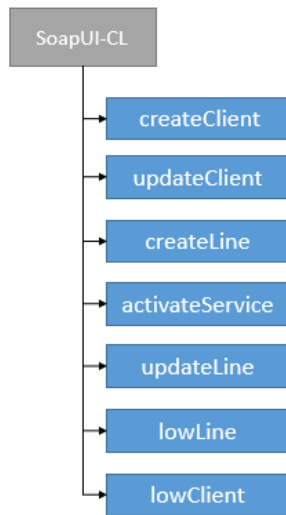 SoapUI-CL
createClient
updateClient
createLine
activateService
updateLine
lowLine
lowClient